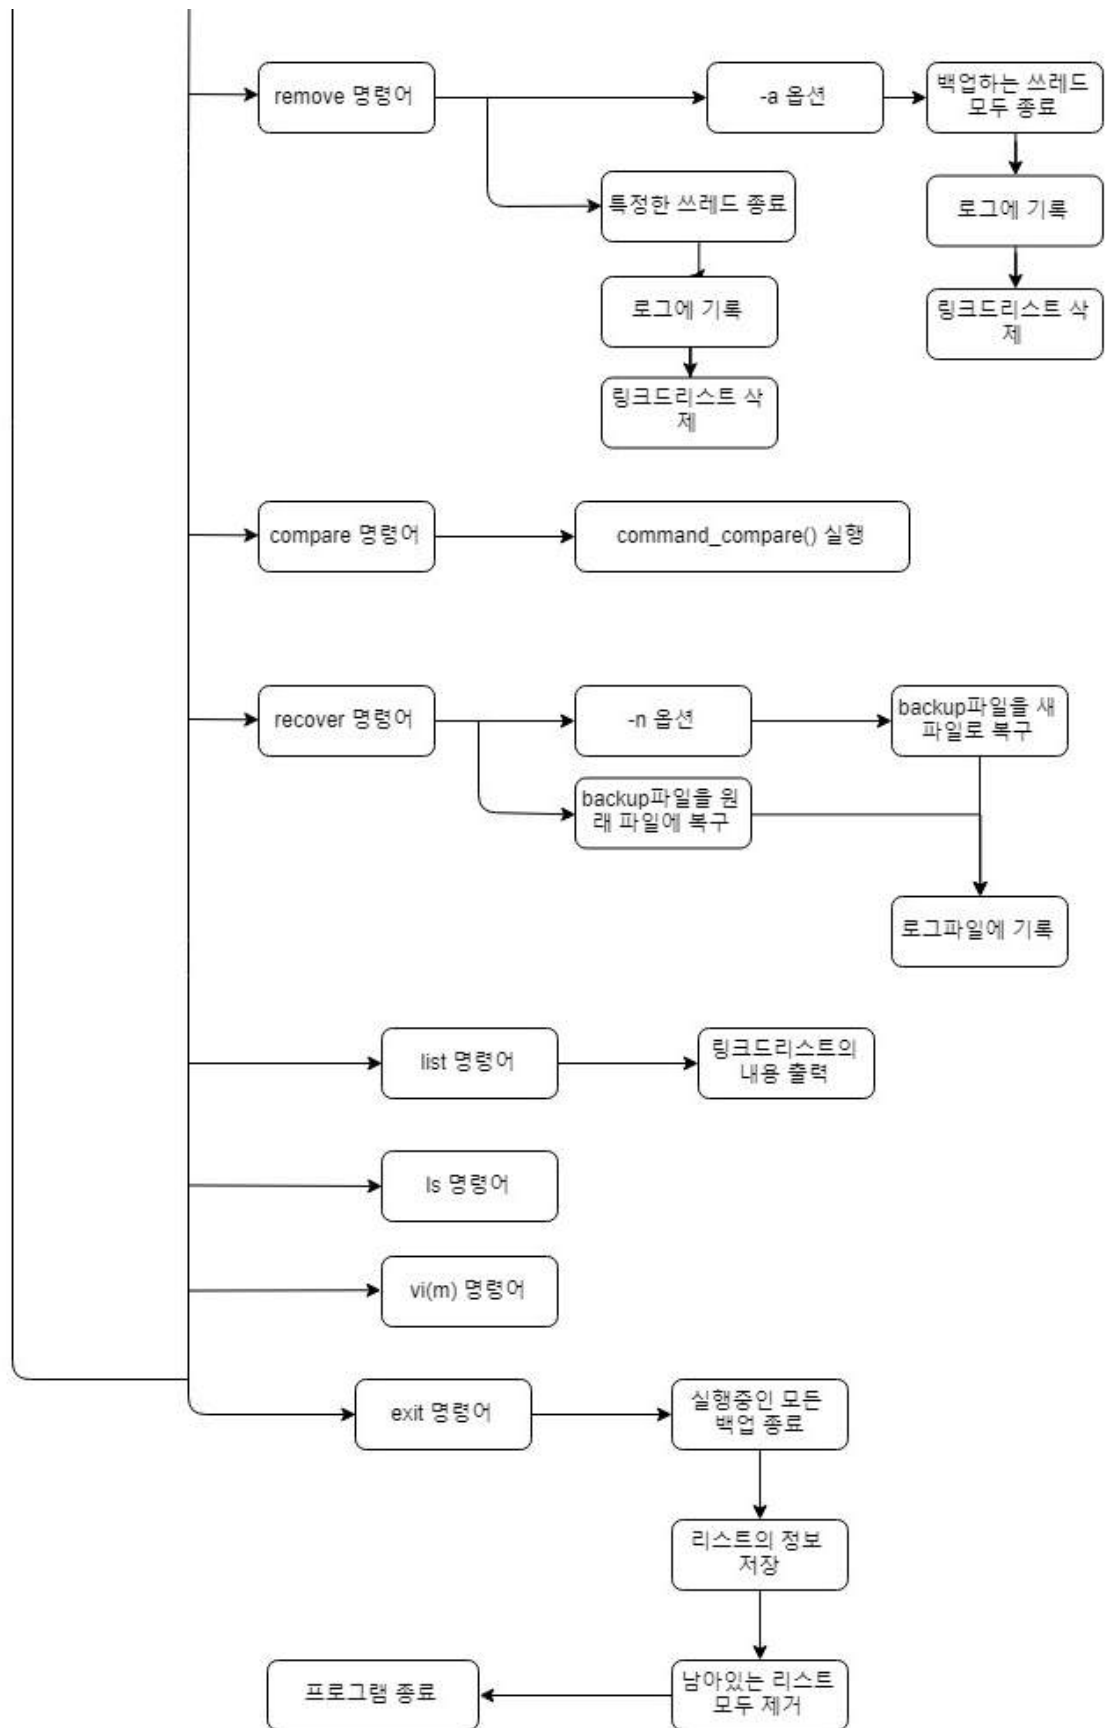 remove 명령어
-a 옵션
백업하는 쓰레드
모두 종료
특정한 쓰레드 종료
로그에 기록
로그에 기록
링크드리스트 삭
제
링크드리스트 삭
제
compare 명령어
command_compare() 실행
recover 명령어
-n 옵션
backup파일을 새
파일로 복구
backup파일을 원
래 파일에 복구
로그파일에 기록
list 명령어
링크드리스트의
내용 출력
ls 명령어
vi(m) 명령어
exit 명령어
실행중인 모든
백업 종료
리스트의 정보
저장
남아있는 리스트
모두 제거
프로그램 종료